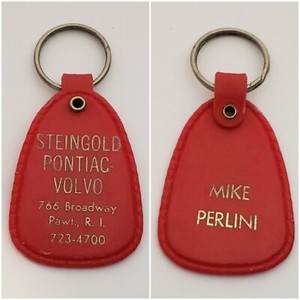 STEINGOLD
PONTIAC-
VOLVO
766 Broadway
Pawt., R. I.
723-4700
MIKE
PERLINI